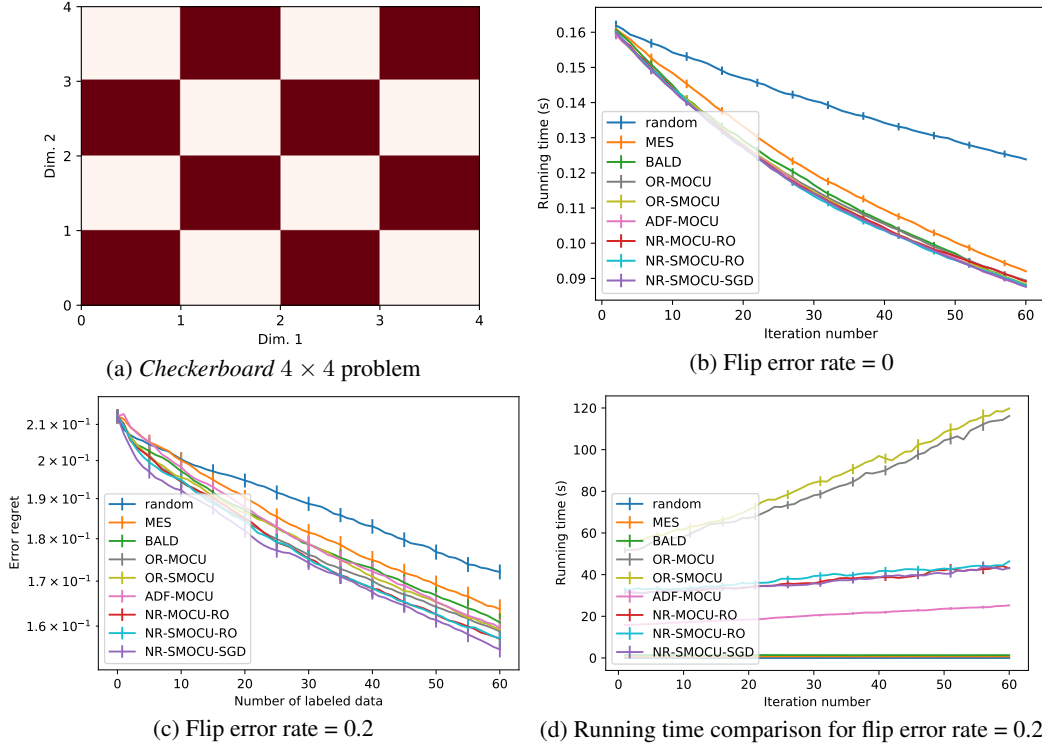 4
3
2
1
0
Dim. 2
0 1 2 3 4
Dim. 1
(a) Checkerboard 4 × 4 problem
0.16
0.15
0.14
0.13
0.12
0.11
0.10
0.09
Running time (s)
random
MES
BALD
OR-MOCU
OR-SMOCU
ADF-MOCU
NR-MOCU-RO
NR-SMOCU-RO
NR-SMOCU-SGD
0 10 20 30 40 50 60
Iteration number
(b) Flip error rate = 0
2.1 × 10⁻¹
2 × 10⁻¹
1.9 × 10⁻¹
1.8 × 10⁻¹
1.7 × 10⁻¹
1.6 × 10⁻¹
Error regret
random
MES
BALD
OR-MOCU
OR-SMOCU
ADF-MOCU
NR-MOCU-RO
NR-SMOCU-RO
NR-SMOCU-SGD
0 10 20 30 40 50 60
Number of labeled data
(c) Flip error rate = 0.2
120
100
80
60
40
20
0
Running time (s)
random
MES
BALD
OR-MOCU
OR-SMOCU
ADF-MOCU
NR-MOCU-RO
NR-SMOCU-RO
NR-SMOCU-SGD
0 10 20 30 40 50 60
Iteration number
(d) Running time comparison for flip error rate = 0.2